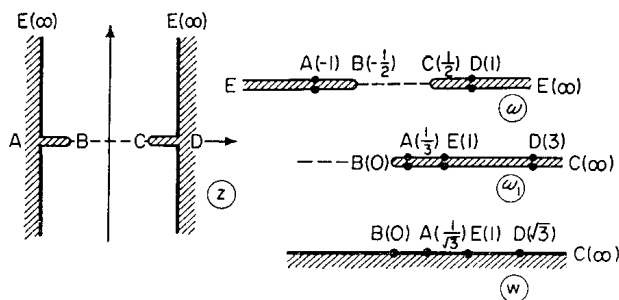 E(∞) E(∞)
A B C D
z
A(-1) B(-1/2) C(1/2) D(1)
E E(∞)
ω
A(1/3) E(1) D(3)
B(0) C(∞)
ω₁
B(0) A(1/√3) E(1) D(√3)
C(∞)
w